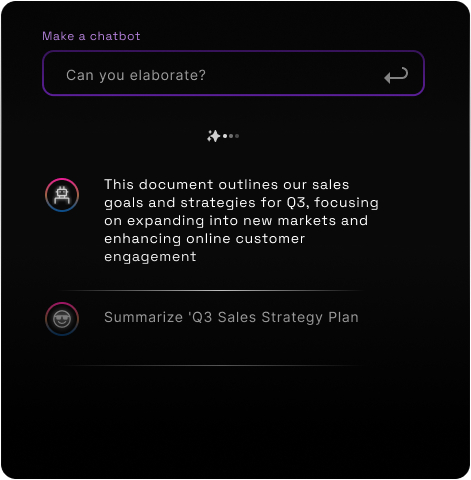 Make a chatbot
Can you elaborate?
This document outlines our sales
goals and strategies for Q3, focusing
on expanding into new markets and
enhancing online customer
engagement
Summarize 'Q3 Sales Strategy Plan